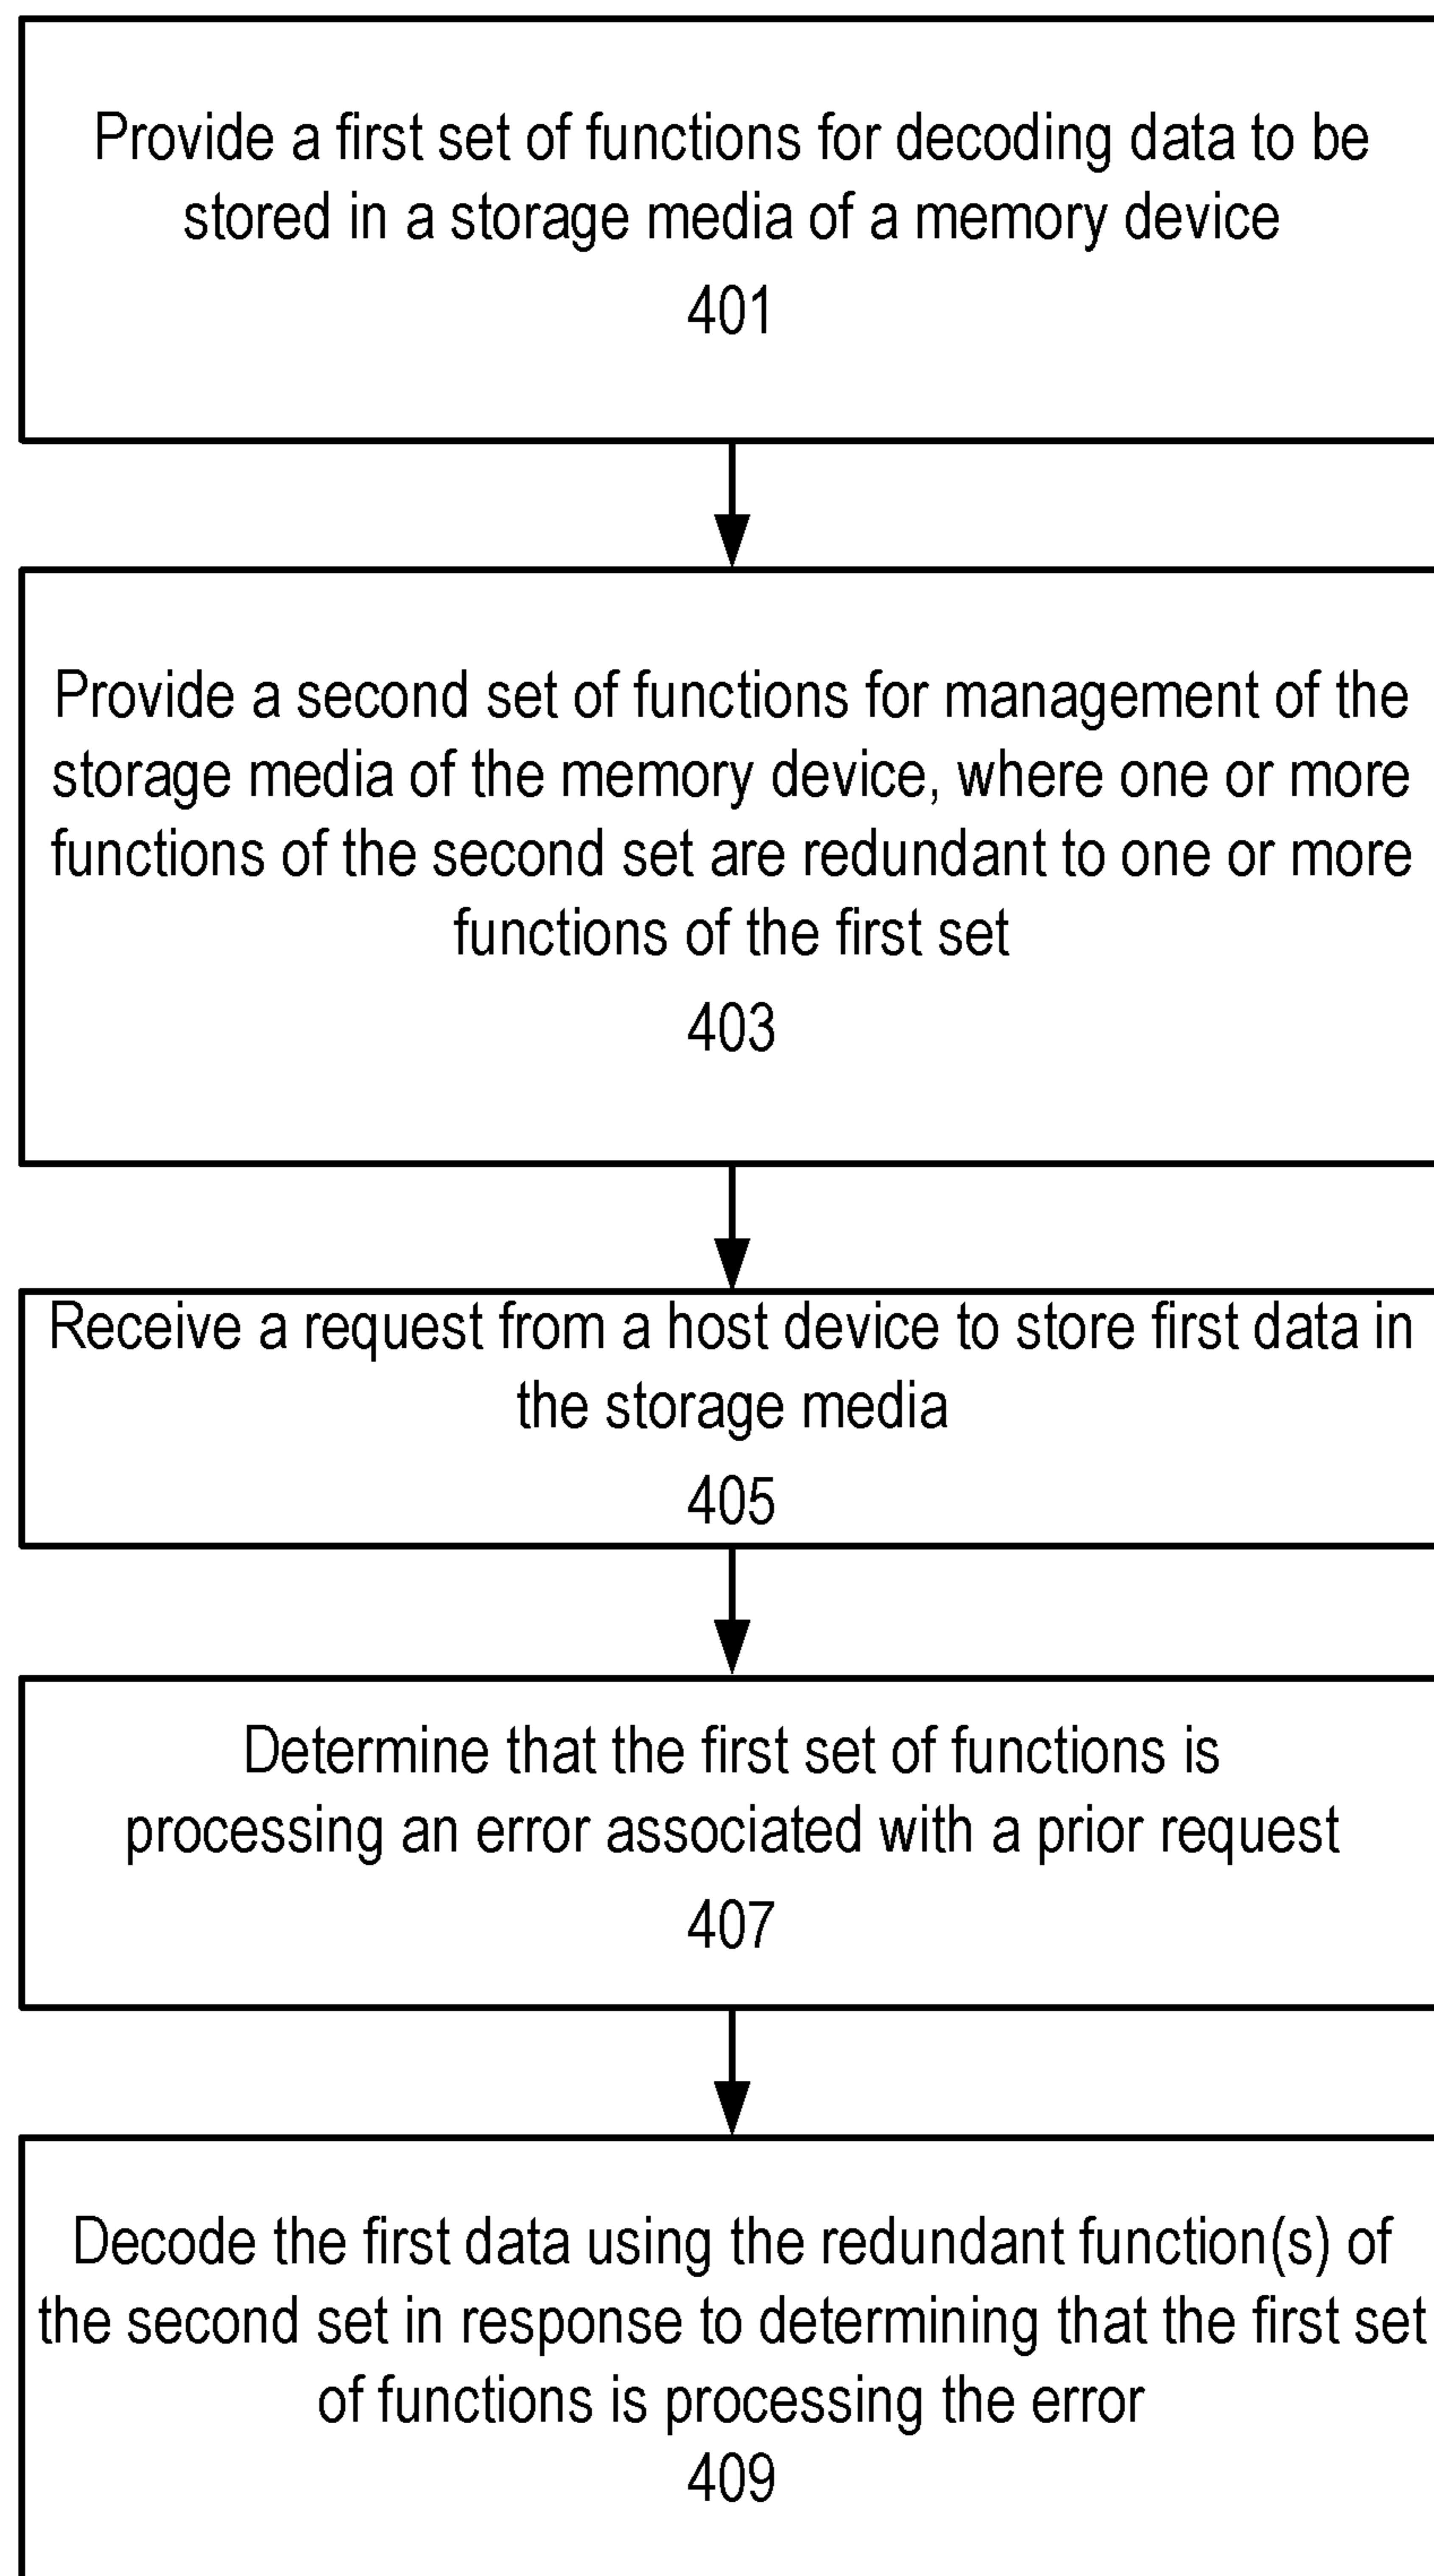 Provide a first set of functions for decoding data to be
stored in a storage media of a memory device
401
Provide a second set of functions for management of the
storage media of the memory device, where one or more
functions of the second set are redundant to one or more
functions of the first set
403
Receive a request from a host device to store first data in
the storage media
405
Determine that the first set of functions is
processing an error associated with a prior request
407
Decode the first data using the redundant function(s) of
the second set in response to determining that the first set
of functions is processing the error
409